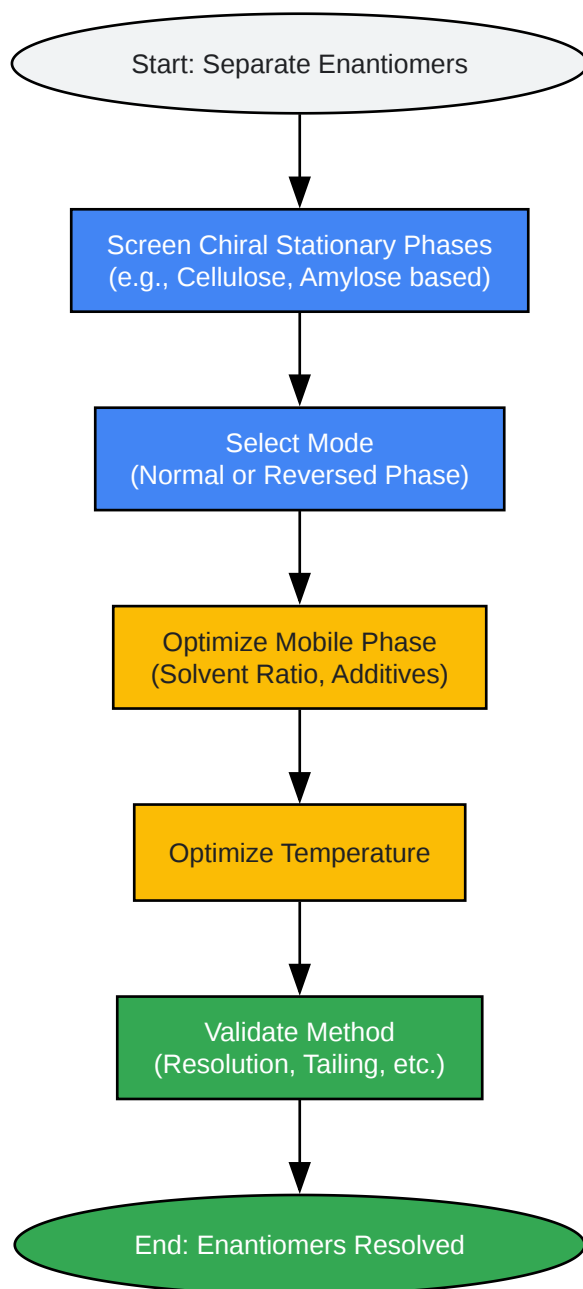 Start: Separate Enantiomers
Screen Chiral Stationary Phases
(e.g., Cellulose, Amylose based)
Select Mode
(Normal or Reversed Phase)
Optimize Mobile Phase
(Solvent Ratio, Additives)
Optimize Temperature
Validate Method
(Resolution, Tailing, etc.)
End: Enantiomers Resolved